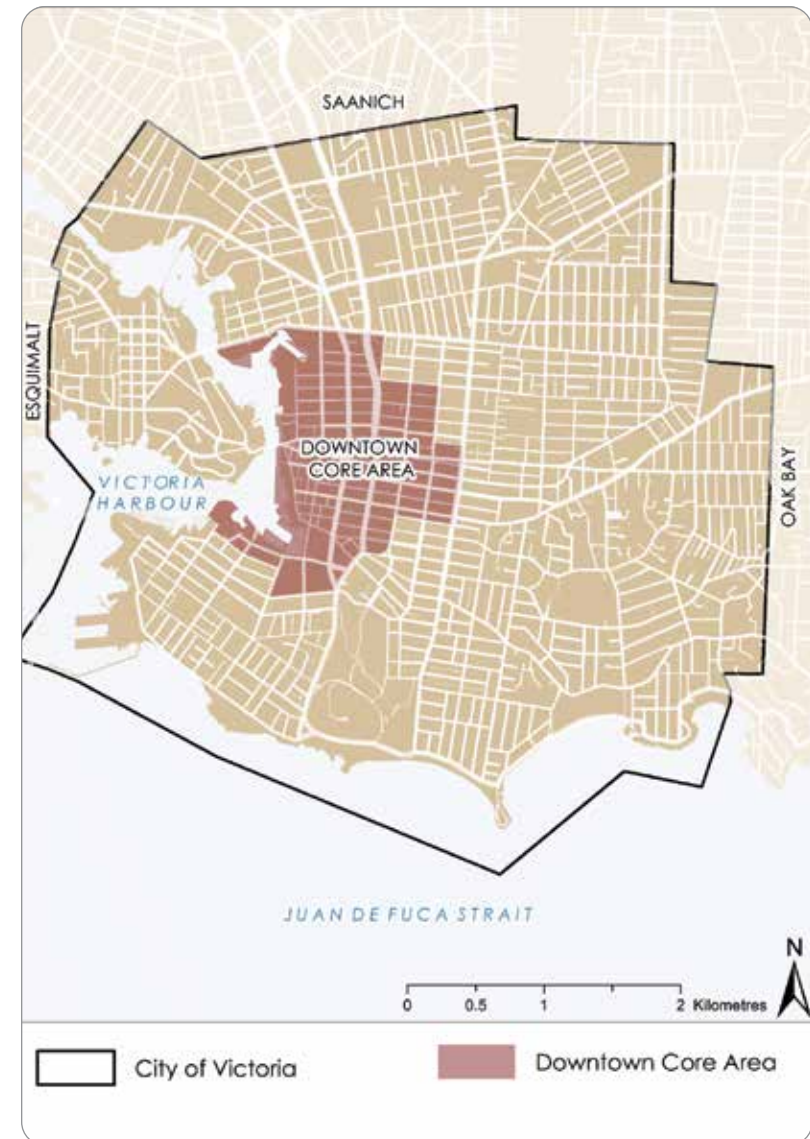 SAANICH
ESQUIMALT
DOWNTOWN
CORE AREA
VICTORIA
HARBOUR
OAK BAY
JUAN DE FUCA STRAIT
N
0 0.5 1 2 Kilometres
City of Victoria
Downtown Core Area